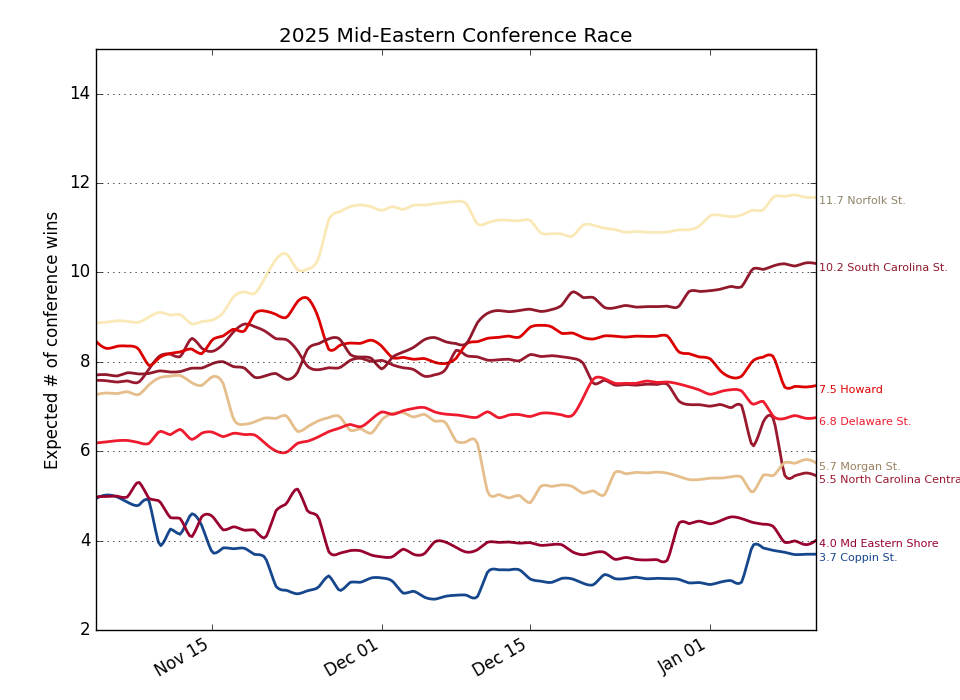 2025 Mid-Eastern Conference Race
Expected # of conference wins
14
12
10
8
6
4
2
11.7 Norfolk St.
10.2 South Carolina St.
7.5 Howard
6.8 Delaware St.
5.7 Morgan St.
5.5 North Carolina Centra
4.0 Md Eastern Shore
3.7 Coppin St.
Nov 15
Dec 01
Dec 15
Jan 01